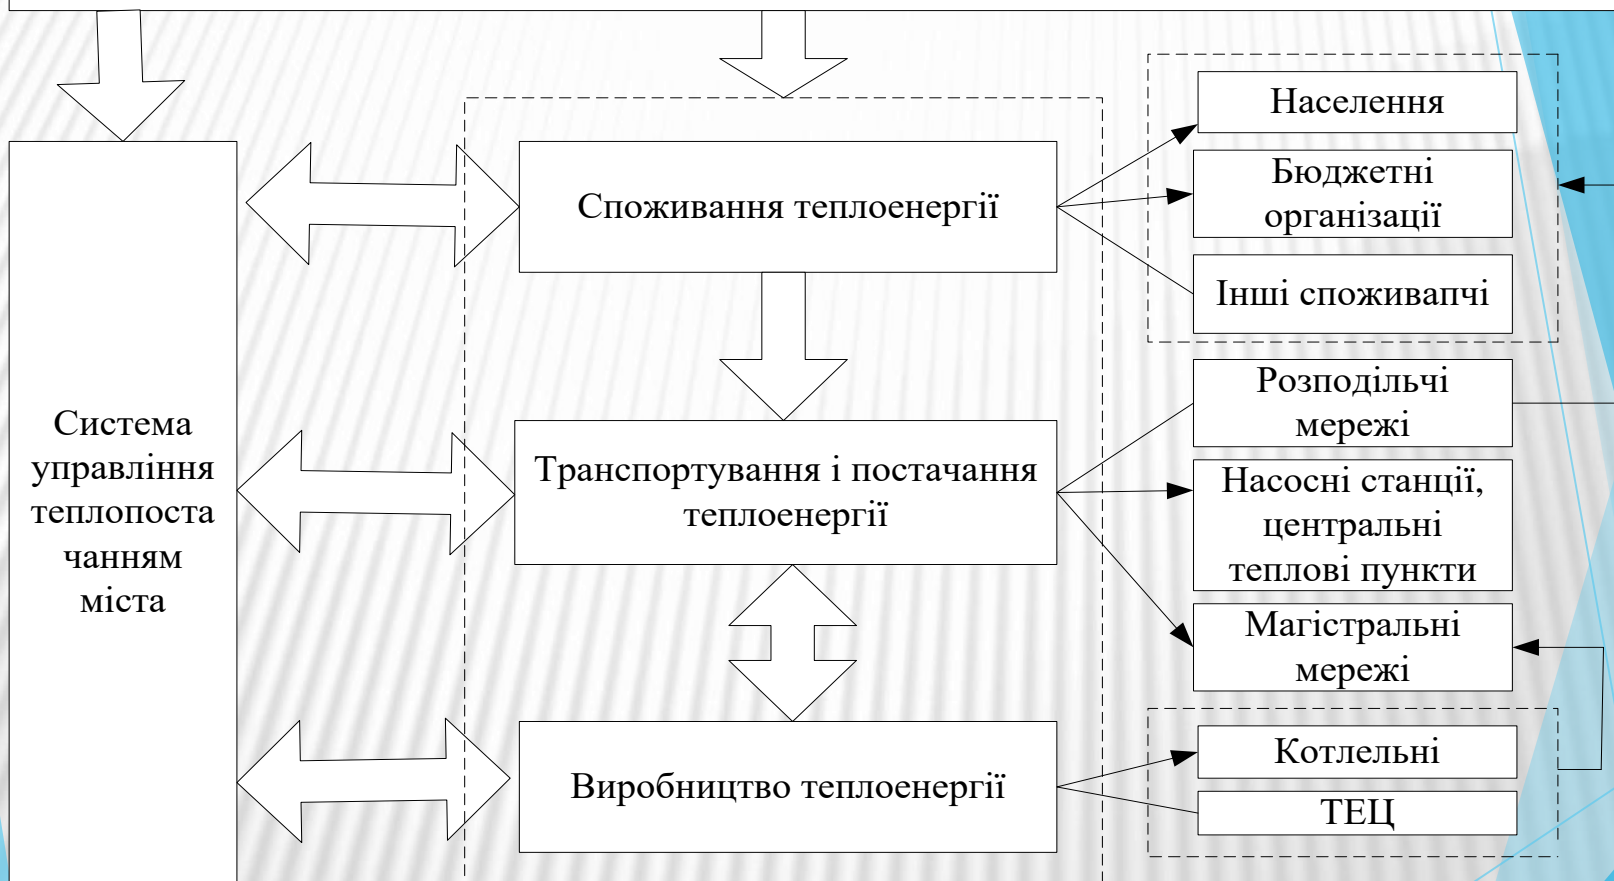 Населення
Бюджетні
організації
Інші споживапчі
Споживання теплоенергії
Розподільчі
мережі
Насосні станції,
центральні
теплові пункти
Магістральні
мережі
Транспортування і постачання
теплоенергії
Система
управління
теплопоста
чанням
міста
Котлельні
ТЕЦ
Виробництво теплоенергії